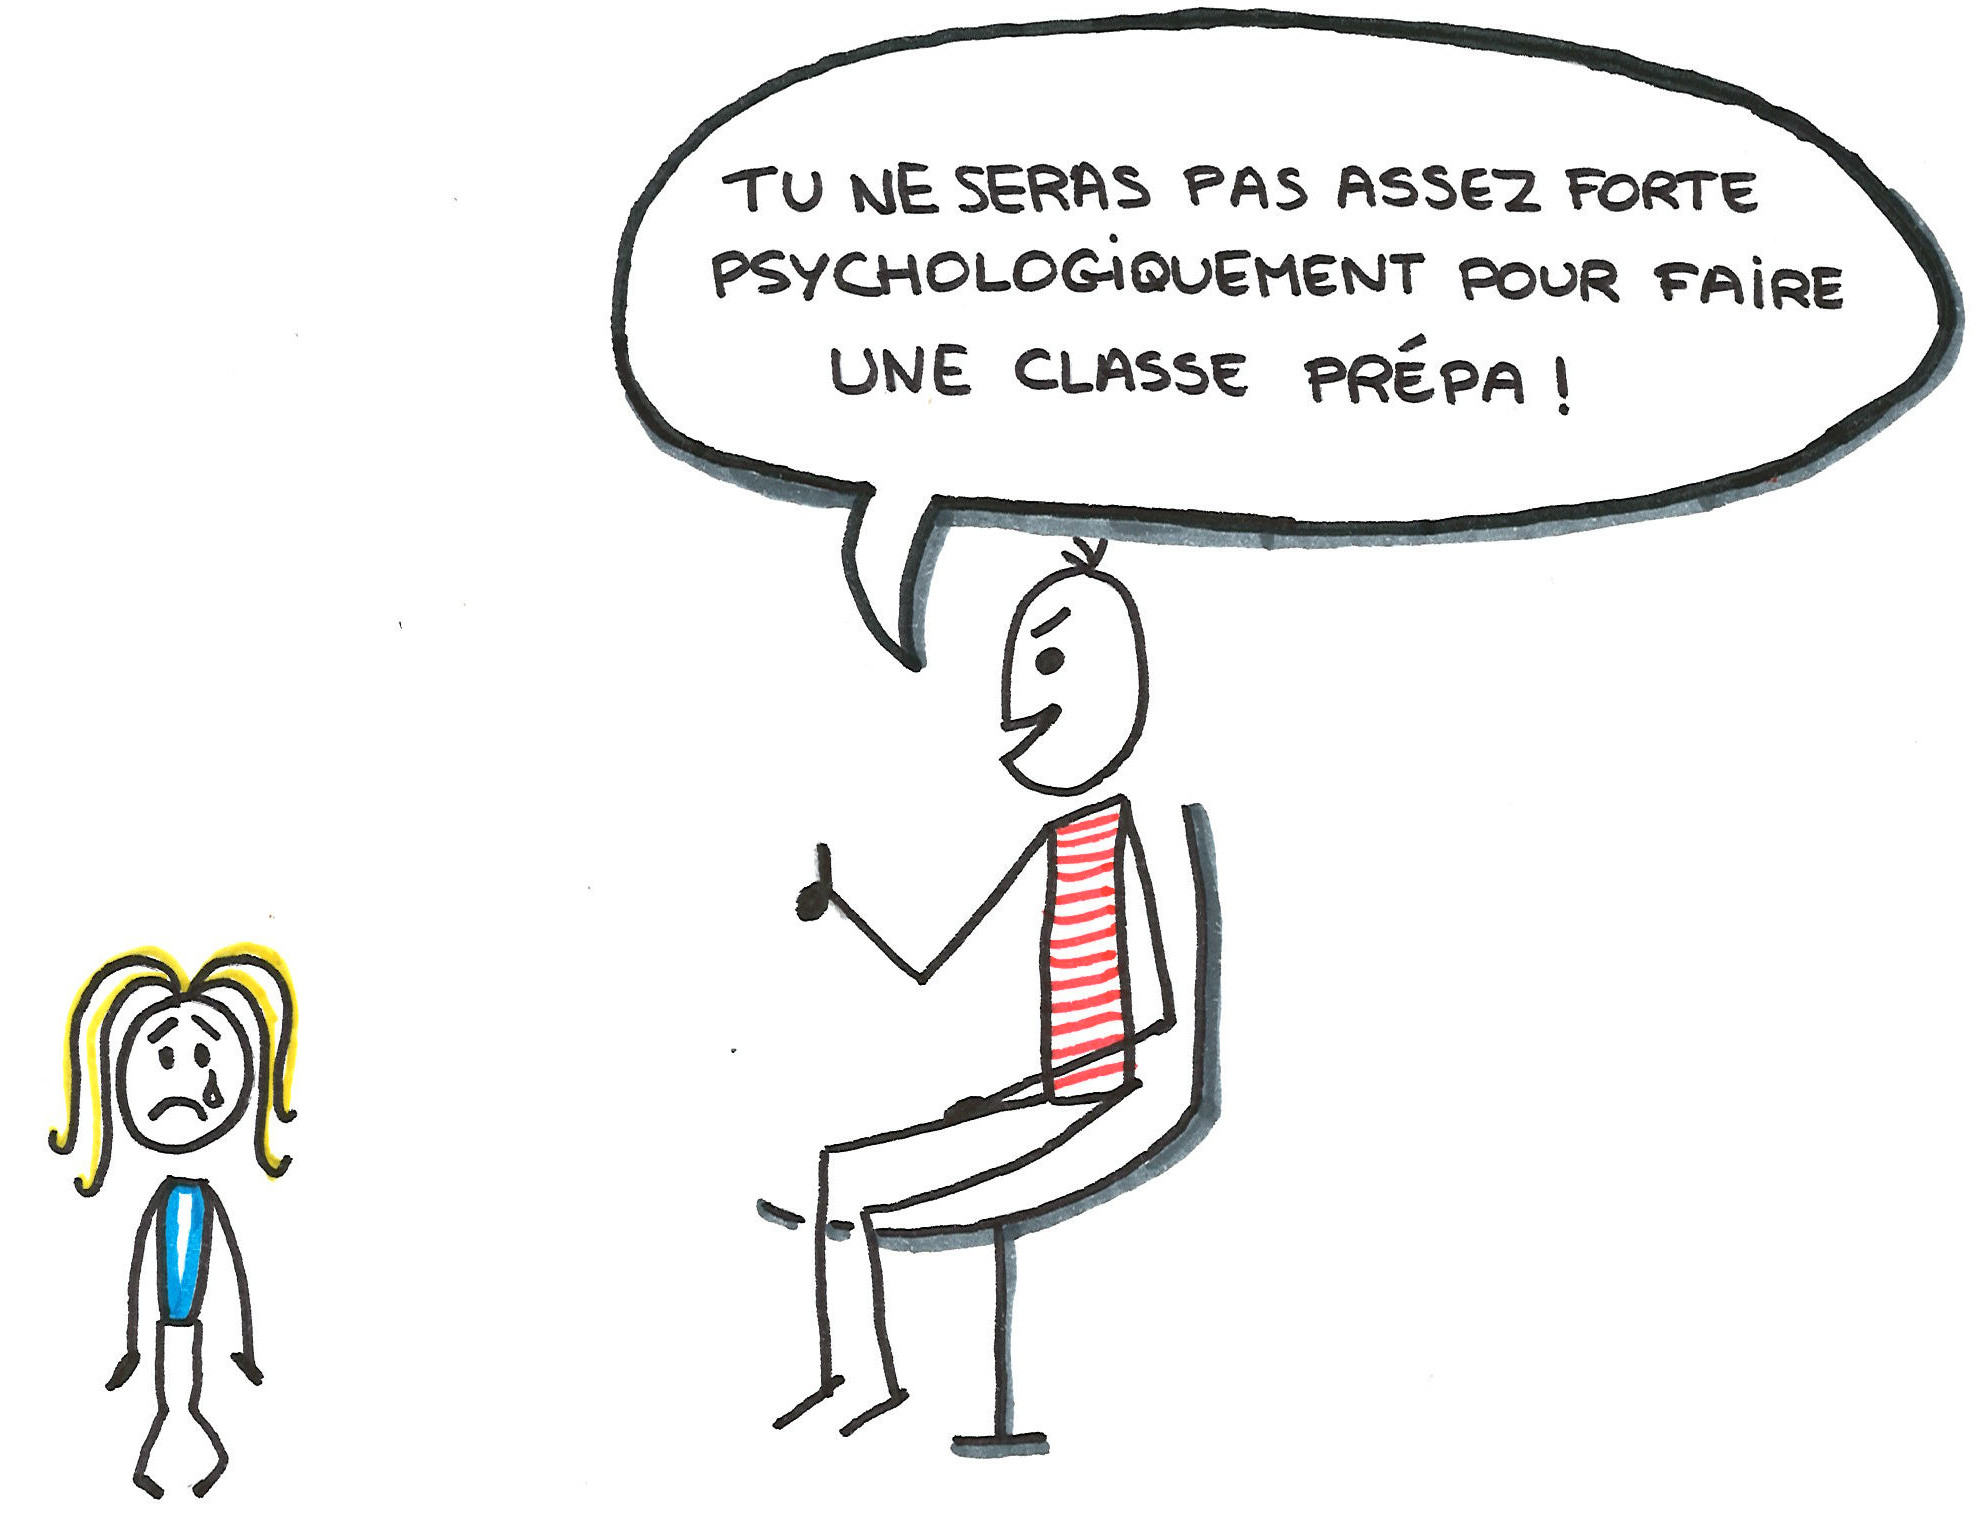 TU NE SERAS PAS ASSEZ FORTE
PSYCHOLOGiQUEMENT POUR FAiRE
UNE CLASSE PRÉPA !